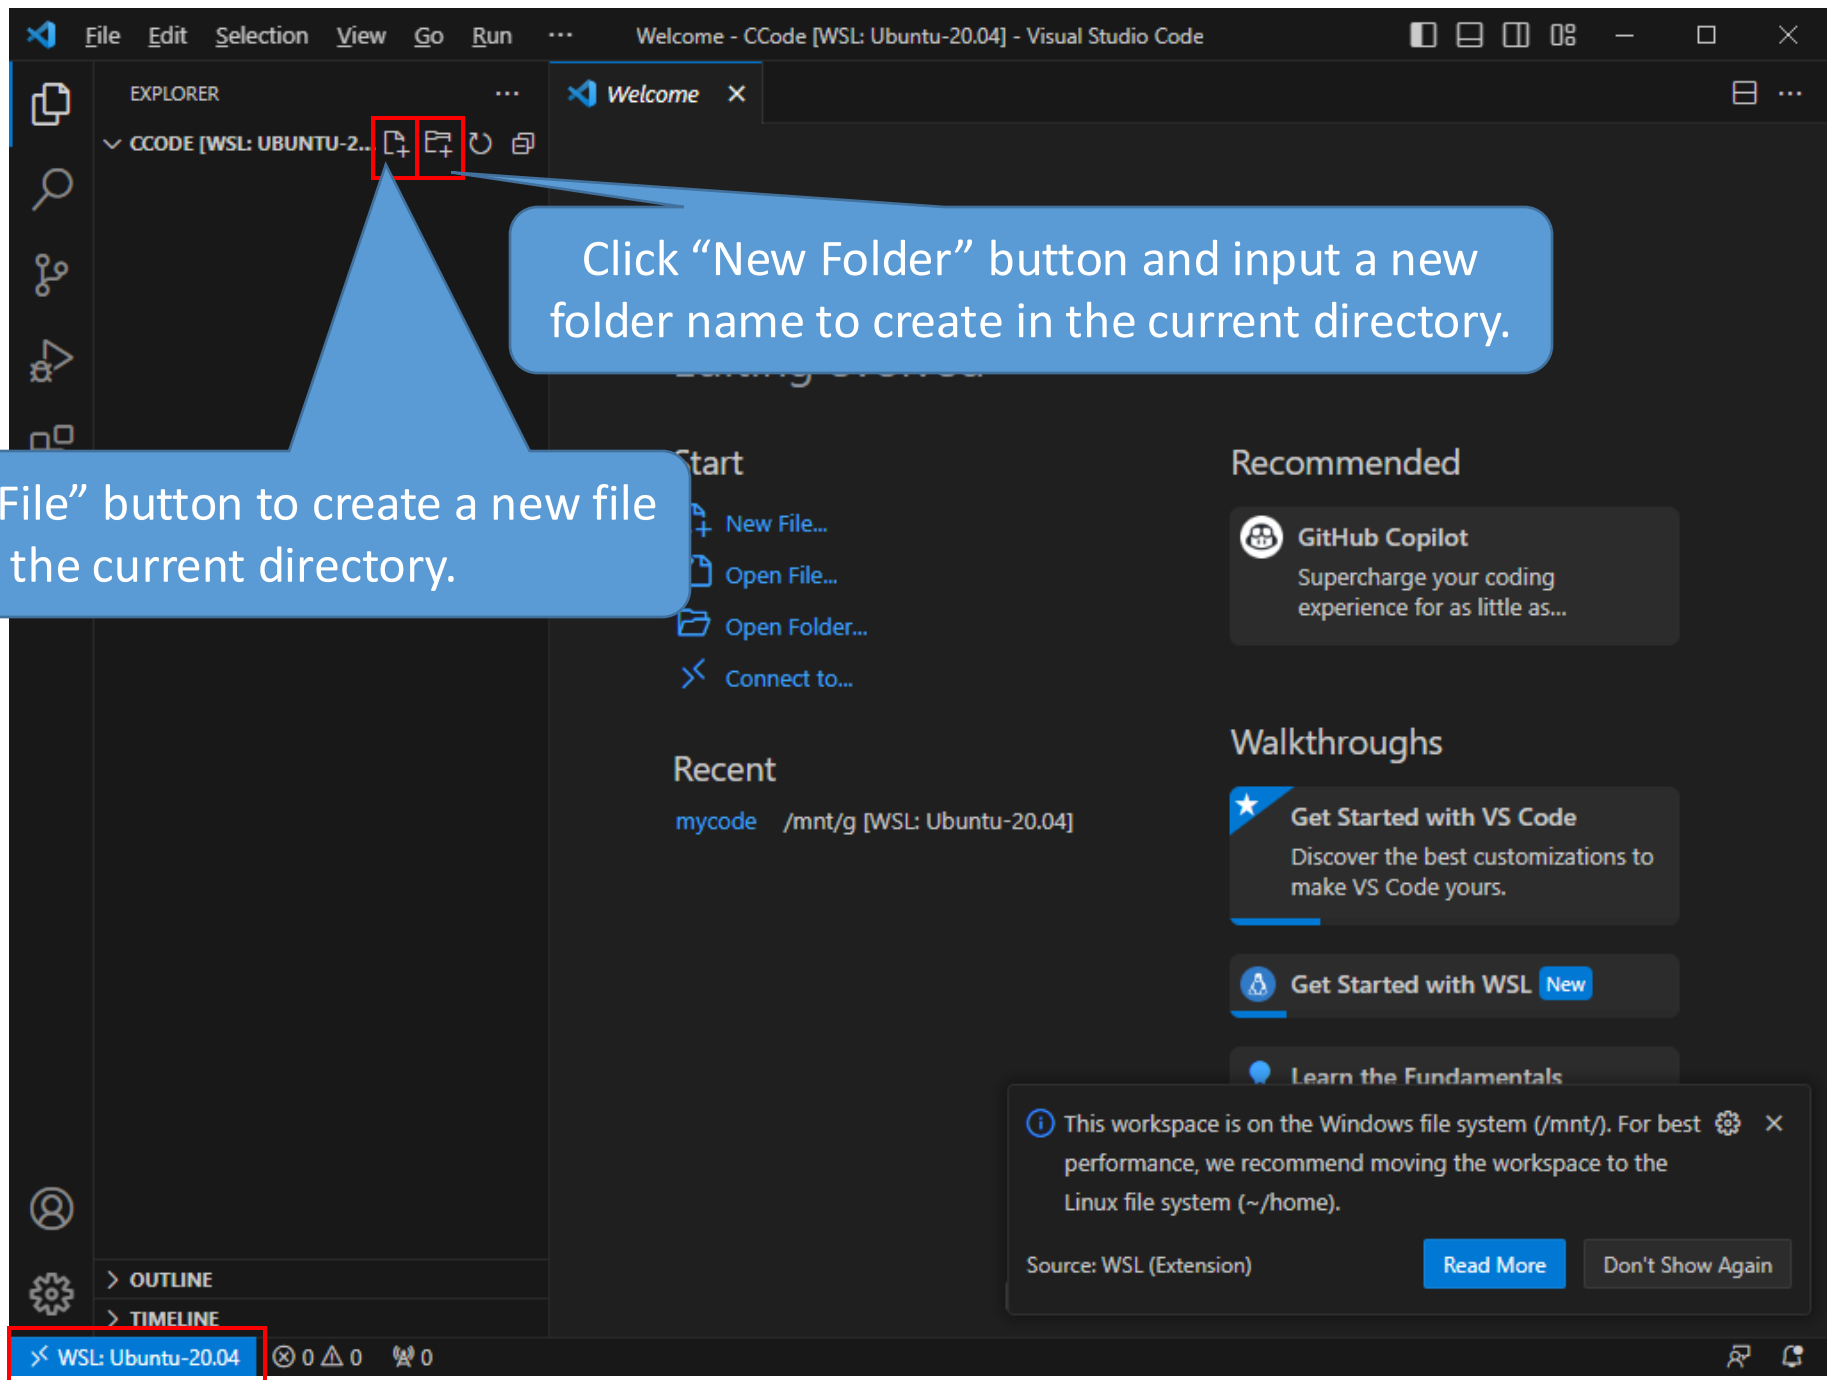 File Edit Selection View Go Run ··· Welcome - CCode [WSL: Ubuntu-20.04] - Visual Studio Code
EXPLORER ···
Welcome
CCODE [WSL: UBUNTU-2...
Click “New Folder” button and input a new
folder name to create in the current directory.
Editing evolved
File” button to create a new file
the current directory.
Start
New File...
Open File...
Open Folder...
Connect to...
Recent
mycode /mnt/g [WSL: Ubuntu-20.04]
Recommended
GitHub Copilot
Supercharge your coding
experience for as little as...
Walkthroughs
Get Started with VS Code
Discover the best customizations to
make VS Code yours.
Get Started with WSL New
Learn the Fundamentals
This workspace is on the Windows file system (/mnt/). For best
performance, we recommend moving the workspace to the
Linux file system (~/home).
Source: WSL (Extension) Read More Don't Show Again
OUTLINE
TIMELINE
WSL: Ubuntu-20.04 0 0 0